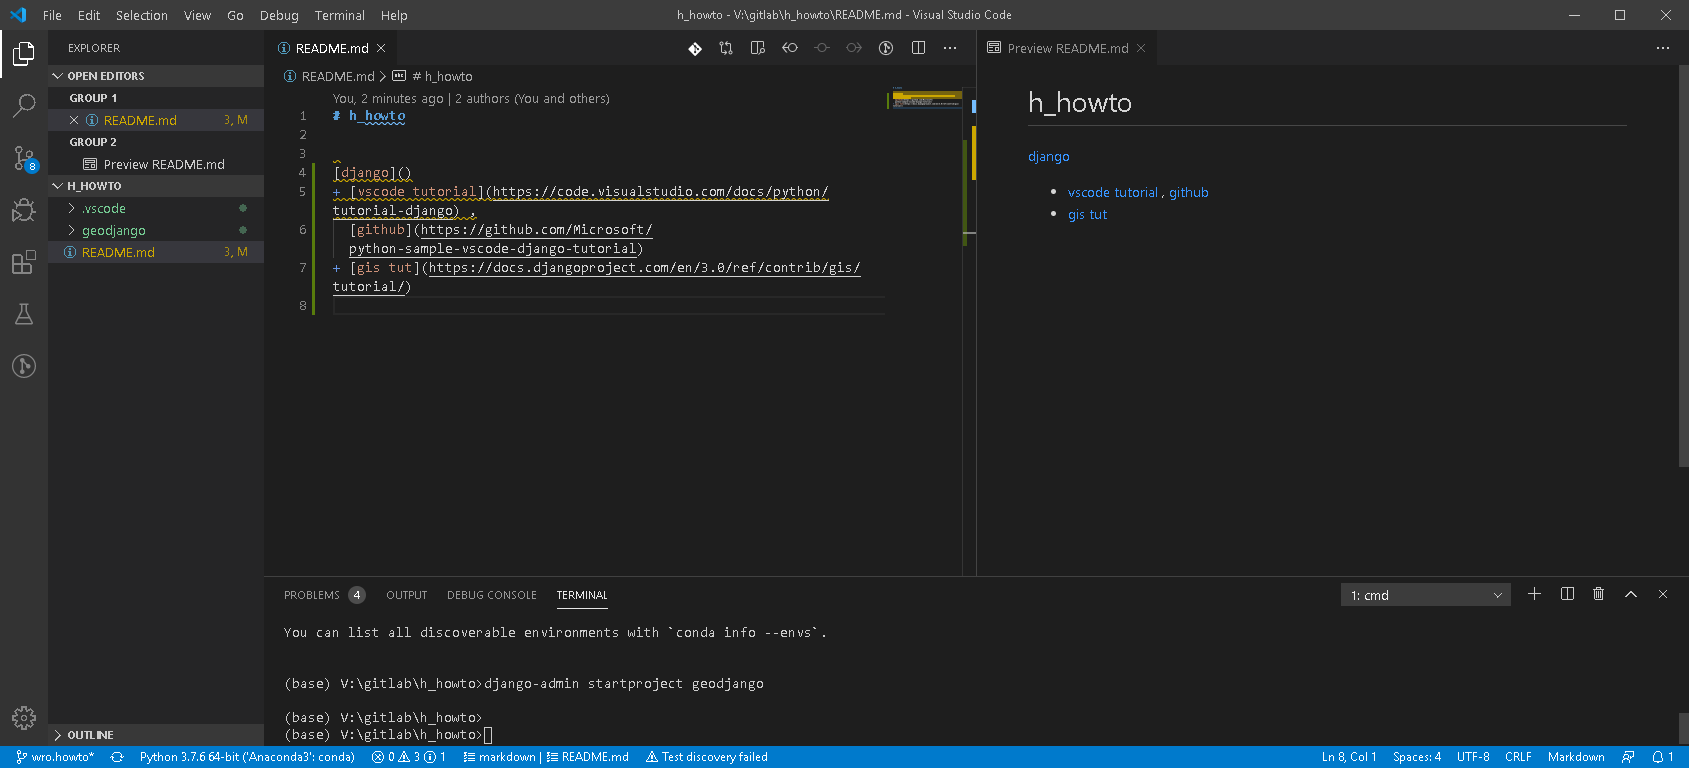 File Edit Selection View Go Debug Terminal Help
h_howto - V:\gitlab\h_howto\README.md - Visual Studio Code
EXPLORER
OPEN EDITORS
GROUP 1
README.md 3, M
GROUP 2
Preview README.md
H_HOWTO
.vscode
geodjango
README.md 3, M
OUTLINE
8
README.md
README.md > # h_howto
You, 2 minutes ago | 2 authors (You and others)
1 # h_howto
2
3
4 [django]()
5 + [vscode tutorial](https://code.visualstudio.com/docs/python/
tutorial-django) ,
6 [github](https://github.com/Microsoft/
python-sample-vscode-django-tutorial)
7 + [gis tut](https://docs.djangoproject.com/en/3.0/ref/contrib/gis/
tutorial/)
8
Preview README.md
h_howto
django
• vscode tutorial , github
• gis tut
PROBLEMS 4 OUTPUT DEBUG CONSOLE TERMINAL
1: cmd
You can list all discoverable environments with `conda info --envs`.
(base) V:\gitlab\h_howto>django-admin startproject geodjango
(base) V:\gitlab\h_howto>
(base) V:\gitlab\h_howto>
wro.howto* Python 3.7.6 64-bit ('Anaconda3': conda) 0 3 1 markdown | README.md Test discovery failed
Ln 8, Col 1 Spaces: 4 UTF-8 CRLF Markdown 1